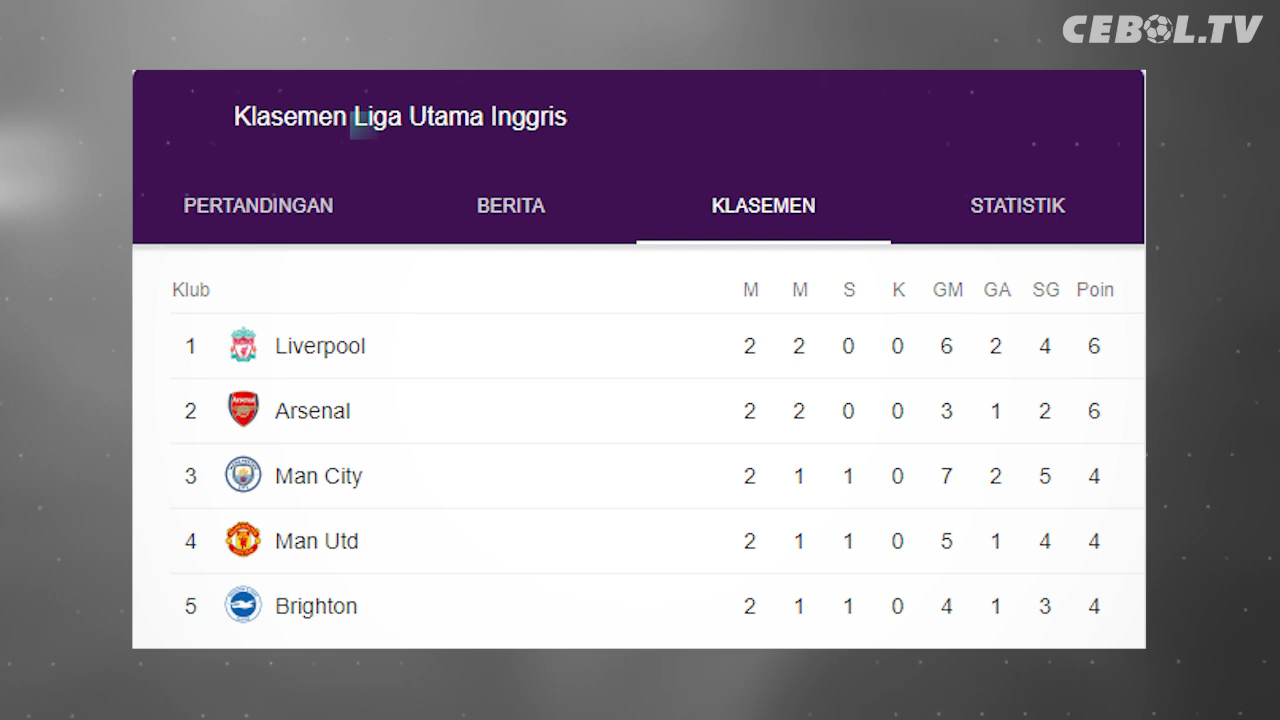 CEBOL.TV
Klasemen Liga Utama Inggris
PERTANDINGAN BERITA KLASEMEN STATISTIK
Klub M M S K GM GA SG Poin
1 Liverpool 2 2 0 0 6 2 4 6
2 Arsenal 2 2 0 0 3 1 2 6
3 Man City 2 1 1 0 7 2 5 4
4 Man Utd 2 1 1 0 5 1 4 4
5 Brighton 2 1 1 0 4 1 3 4